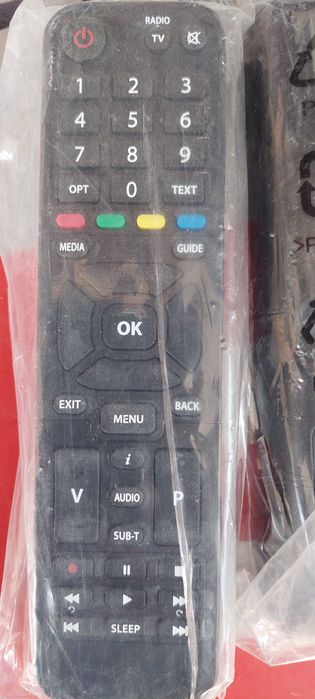 RADIO
TV
1 2 3
4 5 6
7 8 9
OPT 0 TEXT
MEDIA GUIDE
OK
EXIT BACK
MENU
i
V AUDIO P
SUB-T
SLEEP